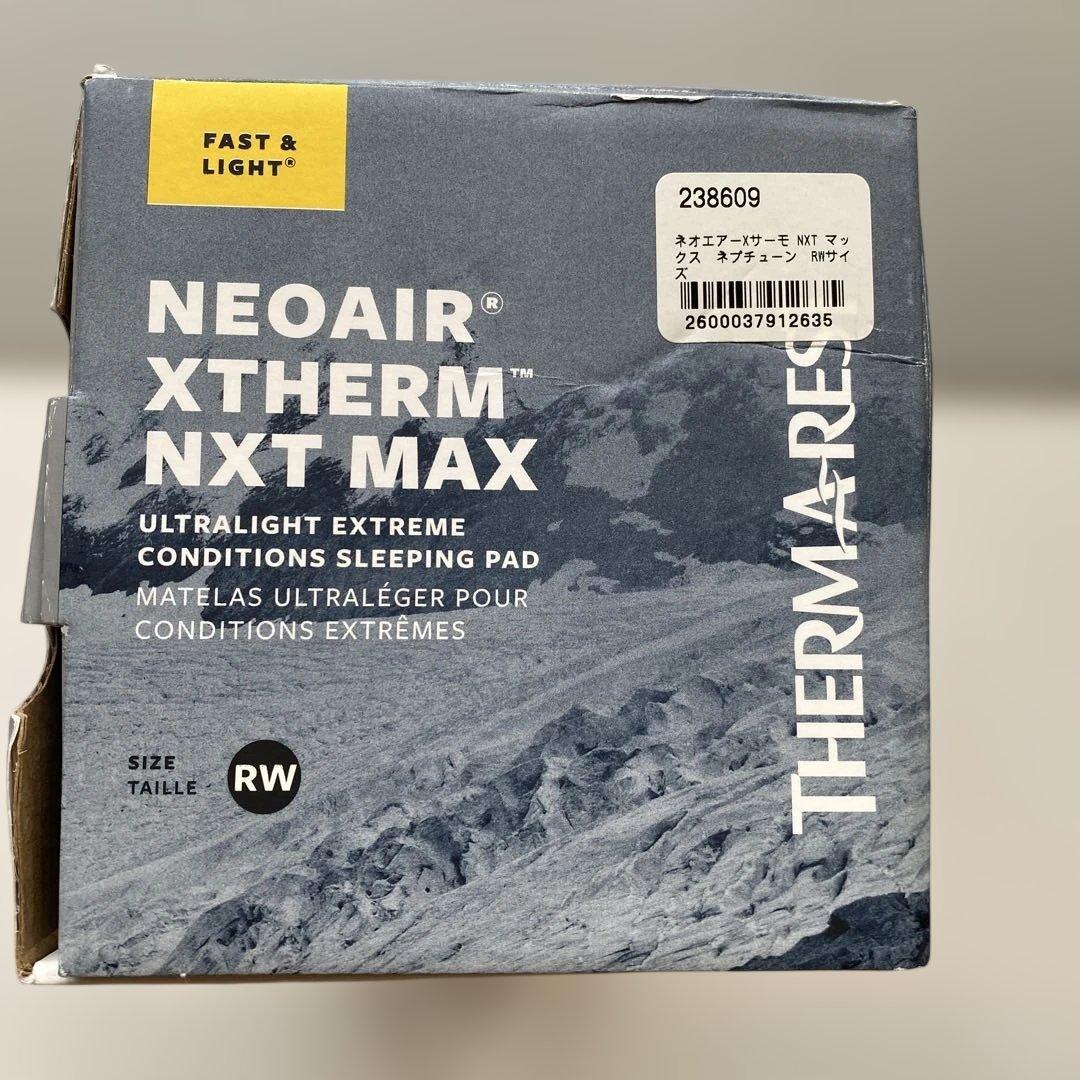 FAST &
LIGHT®
238609
ネオエアーXサーモ NXT マッ
クス ネプチューン RWサイ
ズ
2600037912635
NEOAIR®
XTHERM™
NXT MAX
ULTRALIGHT EXTREME
CONDITIONS SLEEPING PAD
MATELAS ULTRALÉGER POUR
CONDITIONS EXTRÊMES
SIZE
TAILLE
RW